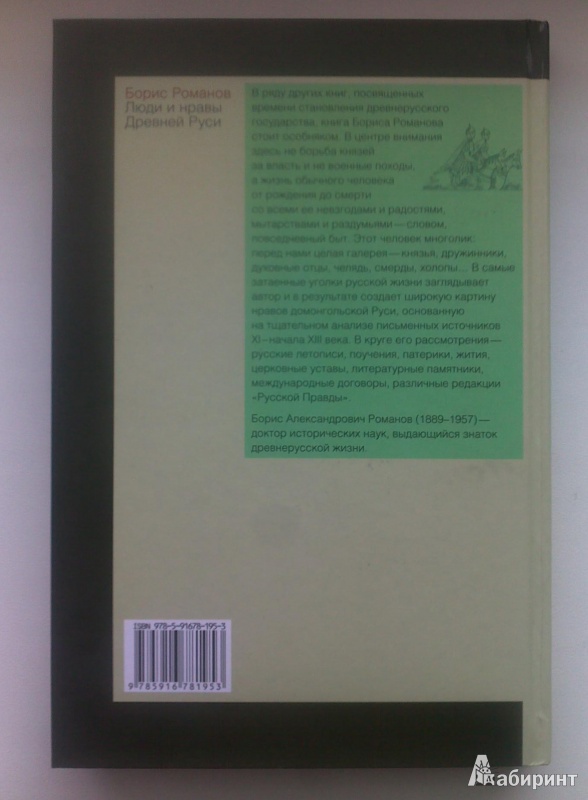 Борис Романов
Люди и нравы
Древней Руси
В ряду других книг, посвященных
времени становления древнерусского
государства, книга Бориса Романова
стоит особняком. В центре внимания
здесь не борьба князей
за власть и не военные походы,
а жизнь обычного человека
от рождения до смерти
со всеми ее невзгодами и радостями,
мытарствами и раздумьями—словом,
повседневный быт. Этот человек многолик:
перед нами целая галерея—князья, дружинники,
духовные отцы, челядь, смерды, холопы... В самые
затаенные уголки русской жизни заглядывает
автор и в результате создает широкую картину
нравов домонгольской Руси, основанную
на тщательном анализе письменных источников
XI–начала XIII века. В круге его рассмотрения—
русские летописи, поучения, патерики, жития,
церковные уставы, литературные памятники,
международные договоры, различные редакции
«Русской Правды».
Борис Александрович Романов (1889–1957)—
доктор исторических наук, выдающийся знаток
древнерусской жизни.
ISBN 978-5-91678-195-3
9 785916 781953
Лабиринт